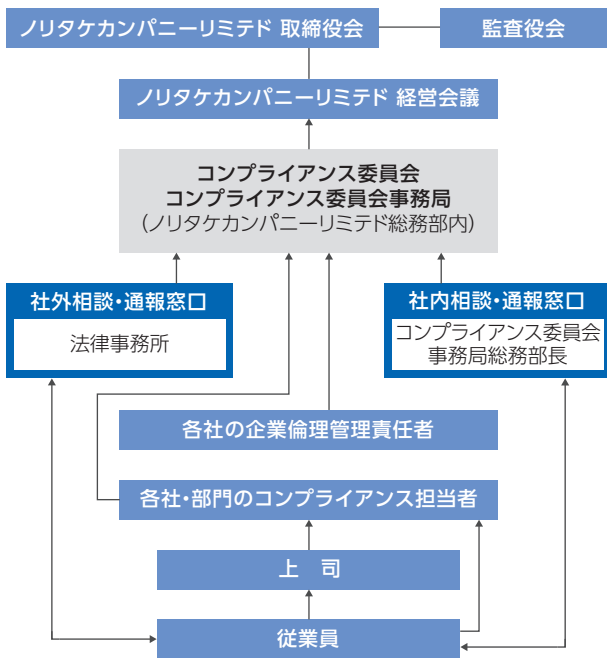 ノリタケカンパニーリミテド 取締役会
監査役会
ノリタケカンパニーリミテド 経営会議
コンプライアンス委員会
コンプライアンス委員会事務局
(ノリタケカンパニーリミテド総務部内)
社外相談・通報窓口
法律事務所
社内相談・通報窓口
コンプライアンス委員会
事務局総務部長
各社の企業倫理管理責任者
各社・部門のコンプライアンス担当者
上 司
従業員